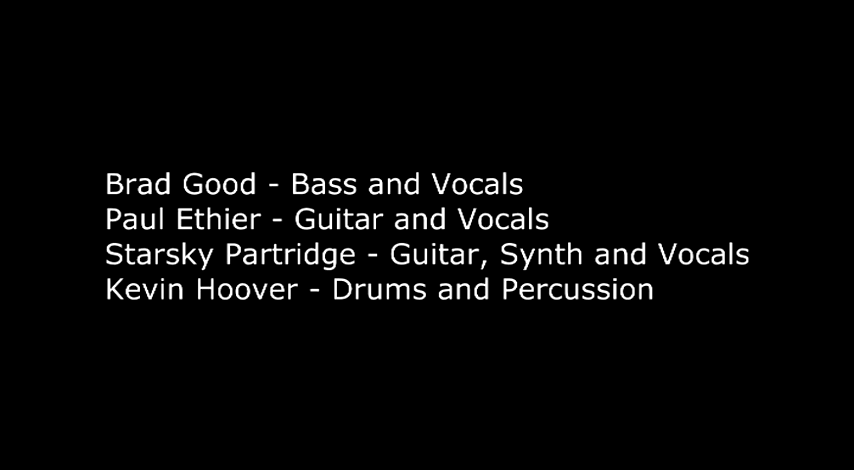 Brad Good - Bass and Vocals
Paul Ethier - Guitar and Vocals
Starsky Partridge - Guitar, Synth and Vocals
Kevin Hoover - Drums and Percussion